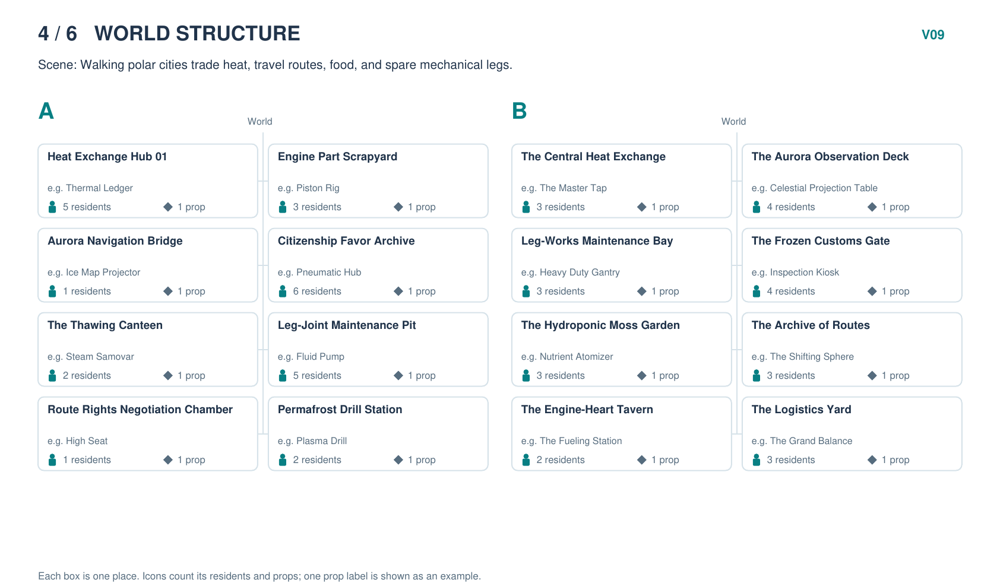 4 / 6 WORLD STRUCTURE
V09
Scene: Walking polar cities trade heat, travel routes, food, and spare mechanical legs.
A
World
Heat Exchange Hub 01
e.g. Thermal Ledger
5 residents 1 prop
Engine Part Scrapyard
e.g. Piston Rig
3 residents 1 prop
Aurora Navigation Bridge
e.g. Ice Map Projector
1 residents 1 prop
Citizenship Favor Archive
e.g. Pneumatic Hub
6 residents 1 prop
The Thawing Canteen
e.g. Steam Samovar
2 residents 1 prop
Leg-Joint Maintenance Pit
e.g. Fluid Pump
5 residents 1 prop
Route Rights Negotiation Chamber
e.g. High Seat
1 residents 1 prop
Permafrost Drill Station
e.g. Plasma Drill
2 residents 1 prop
B
World
The Central Heat Exchange
e.g. The Master Tap
3 residents 1 prop
The Aurora Observation Deck
e.g. Celestial Projection Table
4 residents 1 prop
Leg-Works Maintenance Bay
e.g. Heavy Duty Gantry
3 residents 1 prop
The Frozen Customs Gate
e.g. Inspection Kiosk
4 residents 1 prop
The Hydroponic Moss Garden
e.g. Nutrient Atomizer
3 residents 1 prop
The Archive of Routes
e.g. The Shifting Sphere
3 residents 1 prop
The Engine-Heart Tavern
e.g. The Fueling Station
2 residents 1 prop
The Logistics Yard
e.g. The Grand Balance
3 residents 1 prop
Each box is one place. Icons count its residents and props; one prop label is shown as an example.